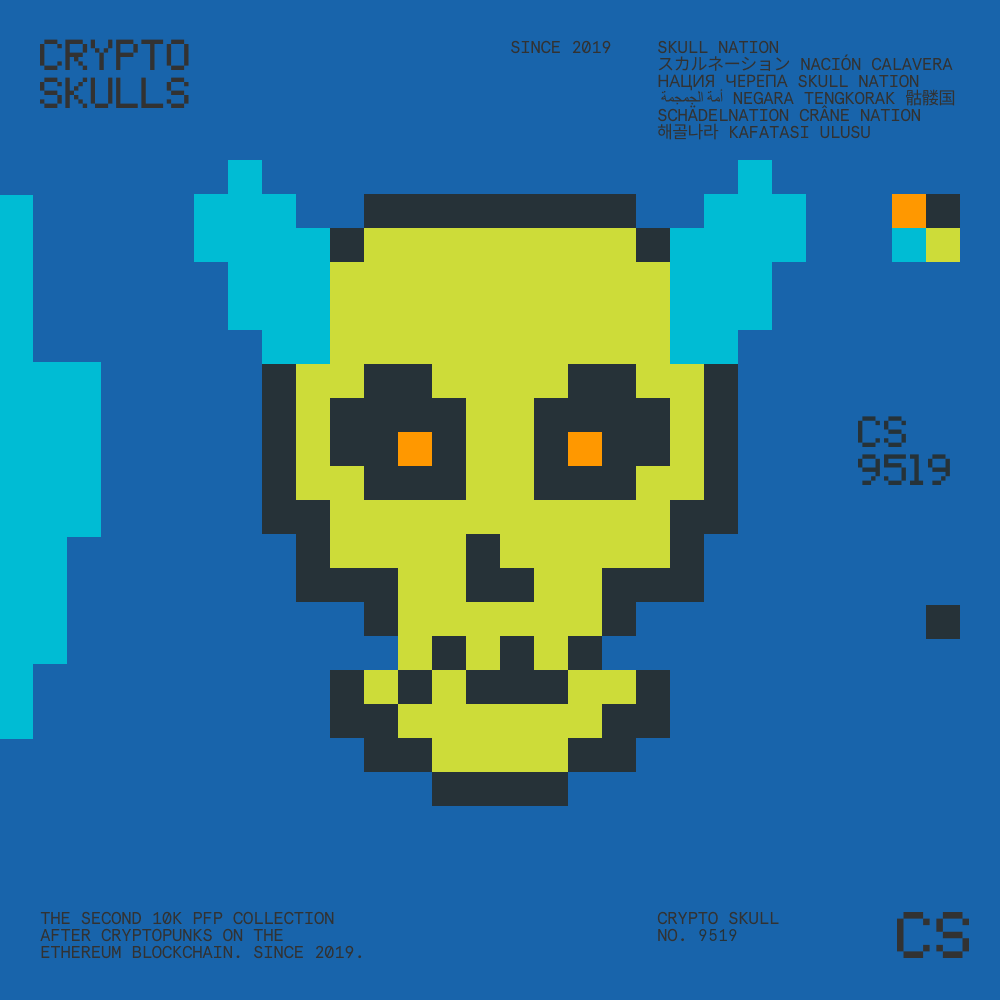 CRYPTO
SKULLS
SINCE 2019
SKULL NATION
スカルネーション NACIÓN CALAVERA
НАЦИЯ ЧЕРЕПА SKULL NATION
أمة الجمجمة NEGARA TENGKORAK 骷髅国
SCHÄDELNATION CRÂNE NATION
해골나라 KAFATASI ULUSU
CS
9519
THE SECOND 10K PFP COLLECTION
AFTER CRYPTOPUNKS ON THE
ETHEREUM BLOCKCHAIN. SINCE 2019.
CRYPTO SKULL
NO. 9519
CS